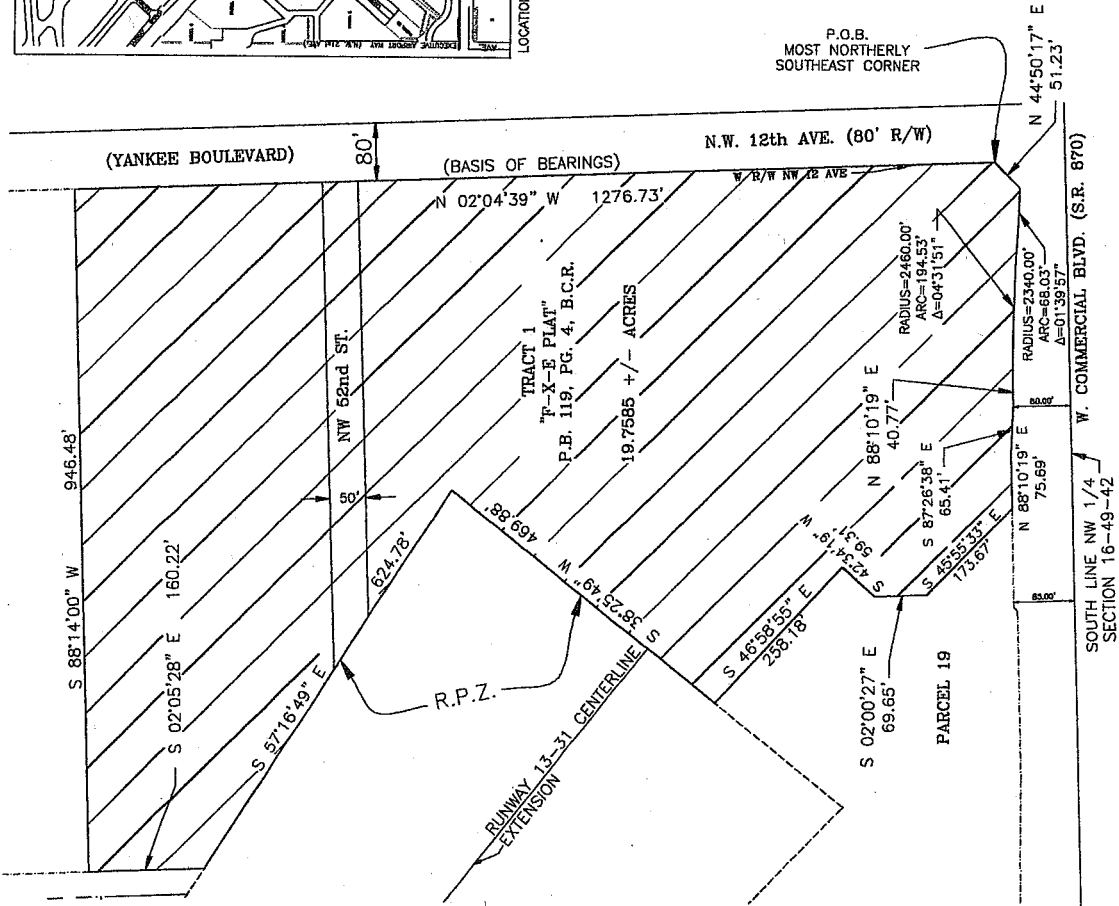 EXECUTIVE AIRPORT WAY (N.W. 21st AVE)
AVE.
LOCATION
P.O.B.
MOST NORTHERLY
SOUTHEAST CORNER
N 44°50'17" E
51.23'
(YANKEE BOULEVARD)
80'
(BASIS OF BEARINGS)
N.W. 12th AVE. (80' R/W)
W R/W NW 12 AVE
N 02°04'39" W 1276.73'
RADIUS=2460.00'
ARC=194.53'
Δ=04°31'51"
RADIUS=2340.00'
ARC=68.03'
Δ=01°39'57"
W. COMMERCIAL BLVD. (S.R. 870)
TRACT 1
"F-X-E PLAT"
P.B. 119, PG. 4, B.C.R.
19.7585 +/- ACRES
NW 52nd ST.
50'
S 88°14'00" W 946.48'
S 02°05'28" E 160.22'
S 57°16'49" E
624.78'
R.P.Z.
469.88'
S 38°25'49" W
RUNWAY 13-31 CENTERLINE
EXTENSION
S 46°58'55" E
258.18'
S 42°34'19" W
59.31'
N 88°10'19" E
40.77'
S 87°26'38" E
65.41'
S 45°55'33" E
173.67'
N 88°10'19" E
75.69'
80.00'
85.00'
S 02°00'27" E
69.65'
PARCEL 19
SOUTH LINE NW 1/4
SECTION 16-49-42